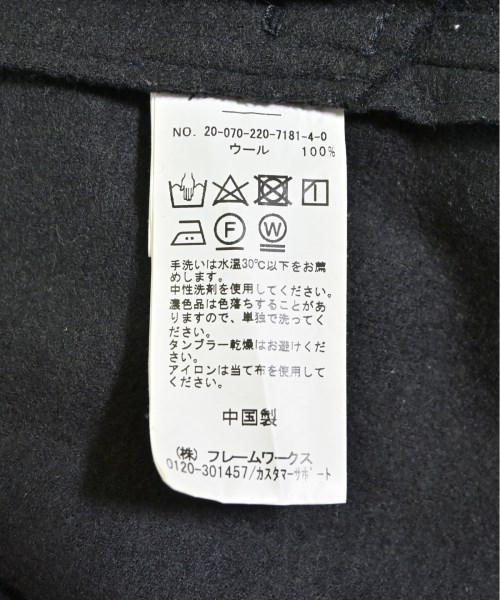 NO. 20-070-220-7181-4-0
ウール 100%
F W
手洗いは水温30℃以下をお薦
めします。
中性洗剤を使用してください。
濃色品は色落ちすることがあ
りますので、単独で洗ってく
ださい。
タンブラー乾燥はお避けくだ
さい。
アイロンは当て布を使用して
ください。
中国製
(株) フレームワークス
0120-301457/カスタマーサポート